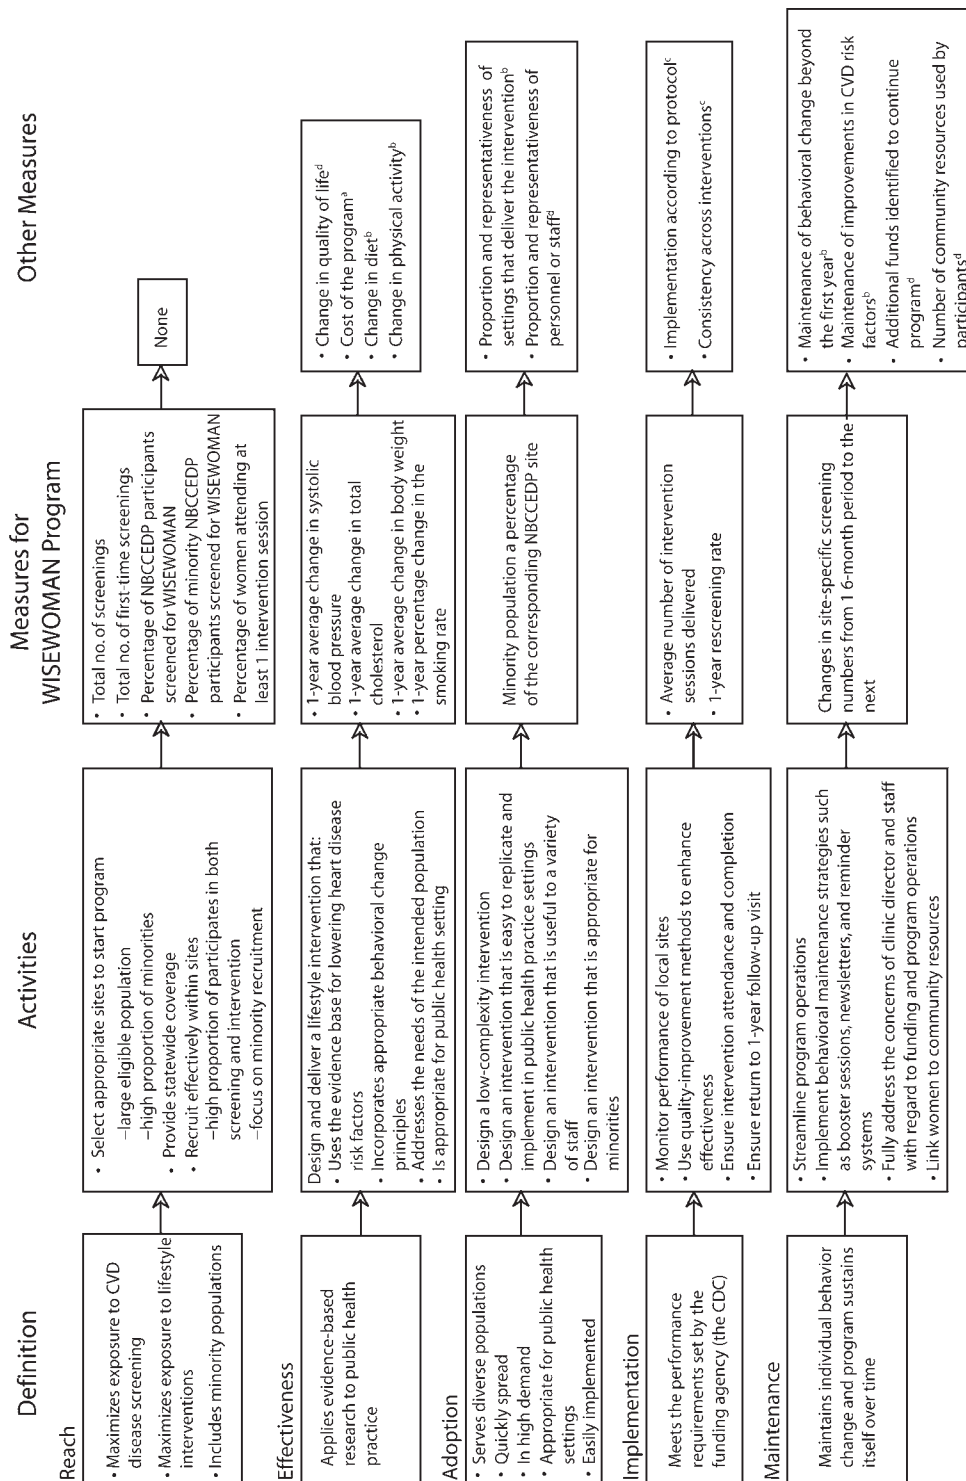 Definition
Activities
Measures for
WISEWOMAN Program
Other Measures
Reach
• Maximizes exposure to CVD
disease screening
• Maximizes exposure to lifestyle
interventions
• Includes minority populations
• Select appropriate sites to start program
–large eligible population
–high proportion of minorities
• Provide statewide coverage
• Recruit effectively within sites
–high proportion of participates in both
screening and intervention
–focus on minority recruitment
• Total no. of screenings
• Total no. of first-time screenings
• Percentage of NBCCEDP participants
screened for WISEWOMAN
• Percentage of minority NBCCEDP
participants screened for WISEWOMAN
• Percentage of women attending at
least 1 intervention session
None
Effectiveness
Applies evidence-based
research to public health
practice
Design and deliver a lifestyle intervention that:
• Uses the evidence base for lowering heart disease
risk factors
• Incorporates appropriate behavioral change
principles
• Addresses the needs of the intended population
• Is appropriate for public health setting
• 1-year average change in systolic
blood pressure
• 1-year average change in total
cholesterol
• 1-year average change in body weight
• 1-year percentage change in the
smoking rate
• Change in quality of lifeᵈ
• Cost of the programᵃ
• Change in dietᵇ
• Change in physical activityᵇ
Adoption
• Serves diverse populations
• Quickly spread
• In high demand
• Appropriate for public health
settings
• Easily implemented
• Design a low-complexity intervention
• Design an intervention that is easy to replicate and
implement in public health practice settings
• Design an intervention that is useful to a variety
of staff
• Design an intervention that is appropriate for
minorities
Minority population a percentage
of the corresponding NBCCEDP site
• Proportion and representativeness of
settings that deliver the interventionᵇ
• Proportion and representativeness of
personnel or staffᵈ
Implementation
Meets the performance
requirements set by the
funding agency (the CDC)
• Monitor performance of local sites
• Use quality-improvement methods to enhance
effectiveness
• Ensure intervention attendance and completion
• Ensure return to 1-year follow-up visit
• Average number of intervention
sessions delivered
• 1-year rescreening rate
• Implementation according to protocolᶜ
• Consistency across interventionsᶜ
Maintenance
Maintains individual behavior
change and program sustains
itself over time
• Streamline program operations
• Implement behavioral maintenance strategies such
as booster sessions, newsletters, and reminder
systems
• Fully address the concerns of clinic director and staff
with regard to funding and program operations
• Link women to community resources
Changes in site-specific screening
numbers from 1 6-month period to the
next
• Maintenance of behavioral change beyond
the first yearᵇ
• Maintenance of improvements in CVD risk
factorsᵇ
• Additional funds identified to continue
programᵈ
• Number of community resources used by
participantsᵈ